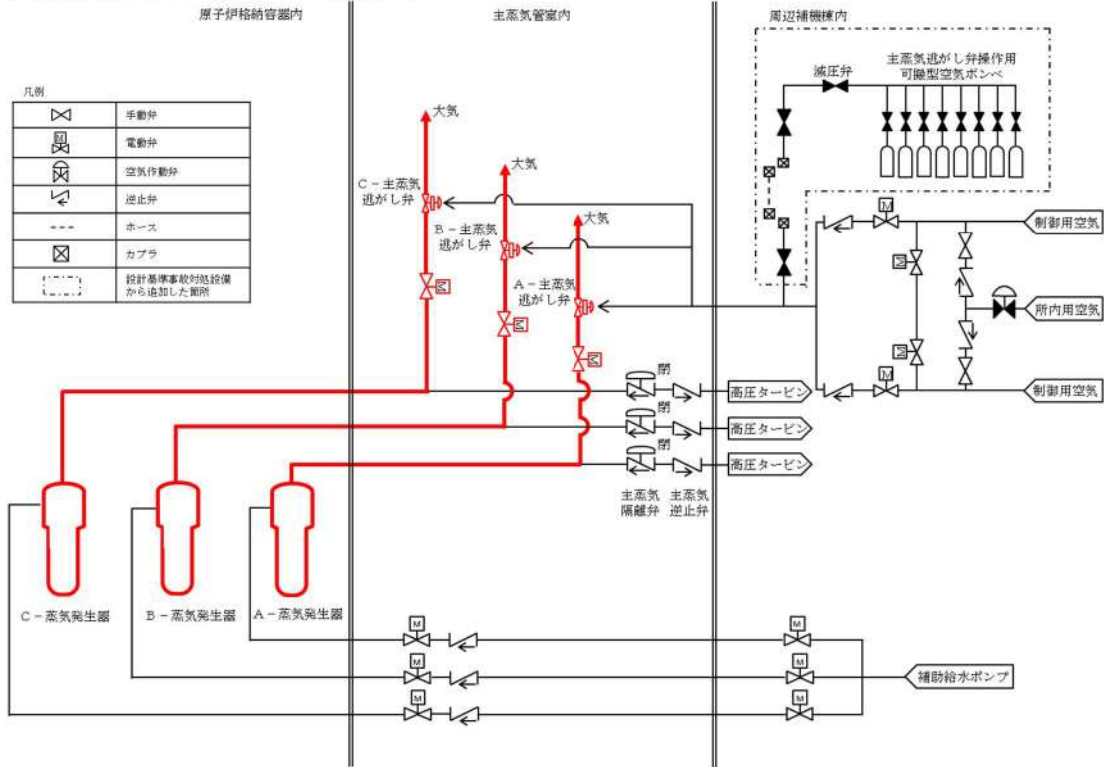 原子炉格納容器内
主蒸気管室内
周辺補機棟内
凡例
手動弁
電動弁
M
空気作動弁
逆止弁
ホース
カプラ
設計基準事故対処設備
から追加した箇所
主蒸気逃がし弁操作用
可搬型空気ボンベ
減圧弁
大気
大気
大気
C-主蒸気
逃がし弁
B-主蒸気
逃がし弁
A-主蒸気
逃がし弁
M
M
M
M
M
M
M
制御用空気
所内用空気
制御用空気
閉
高圧タービン
閉
高圧タービン
閉
高圧タービン
主蒸気
隔離弁
主蒸気
逆止弁
C-蒸気発生器
B-蒸気発生器
A-蒸気発生器
M
M
M
M
M
M
補助給水ポンプ